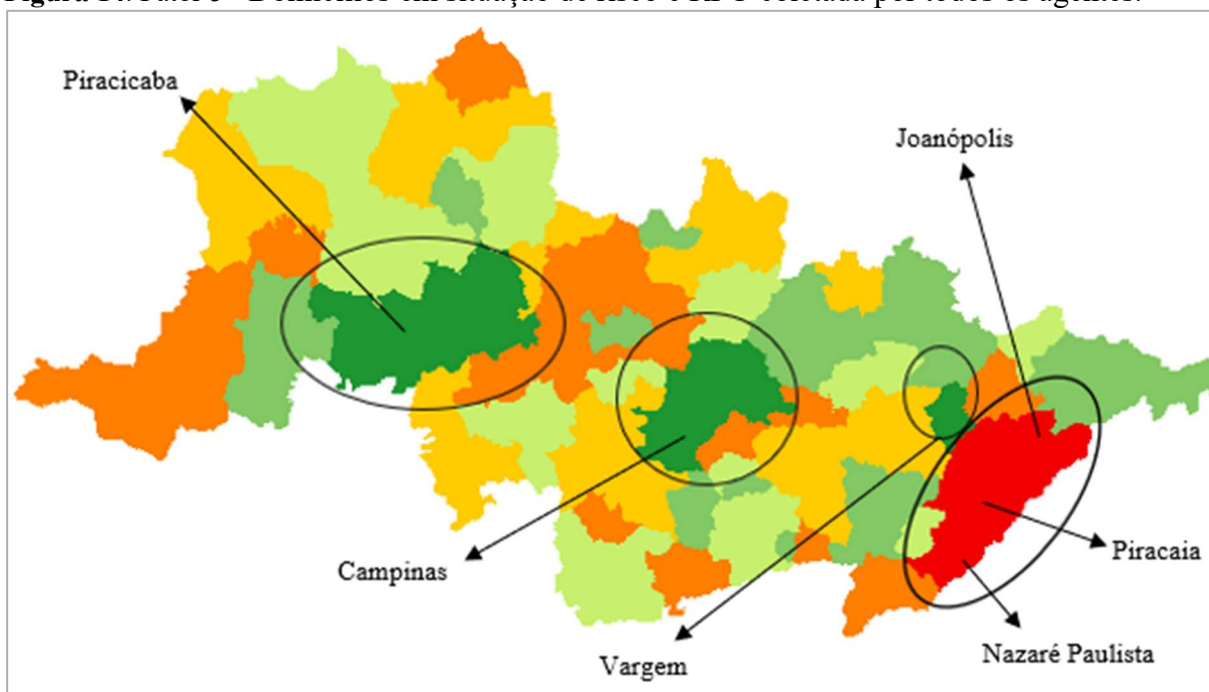 Piracicaba
Joanópolis
Campinas
Piracaia
Vargem
Nazaré Paulista